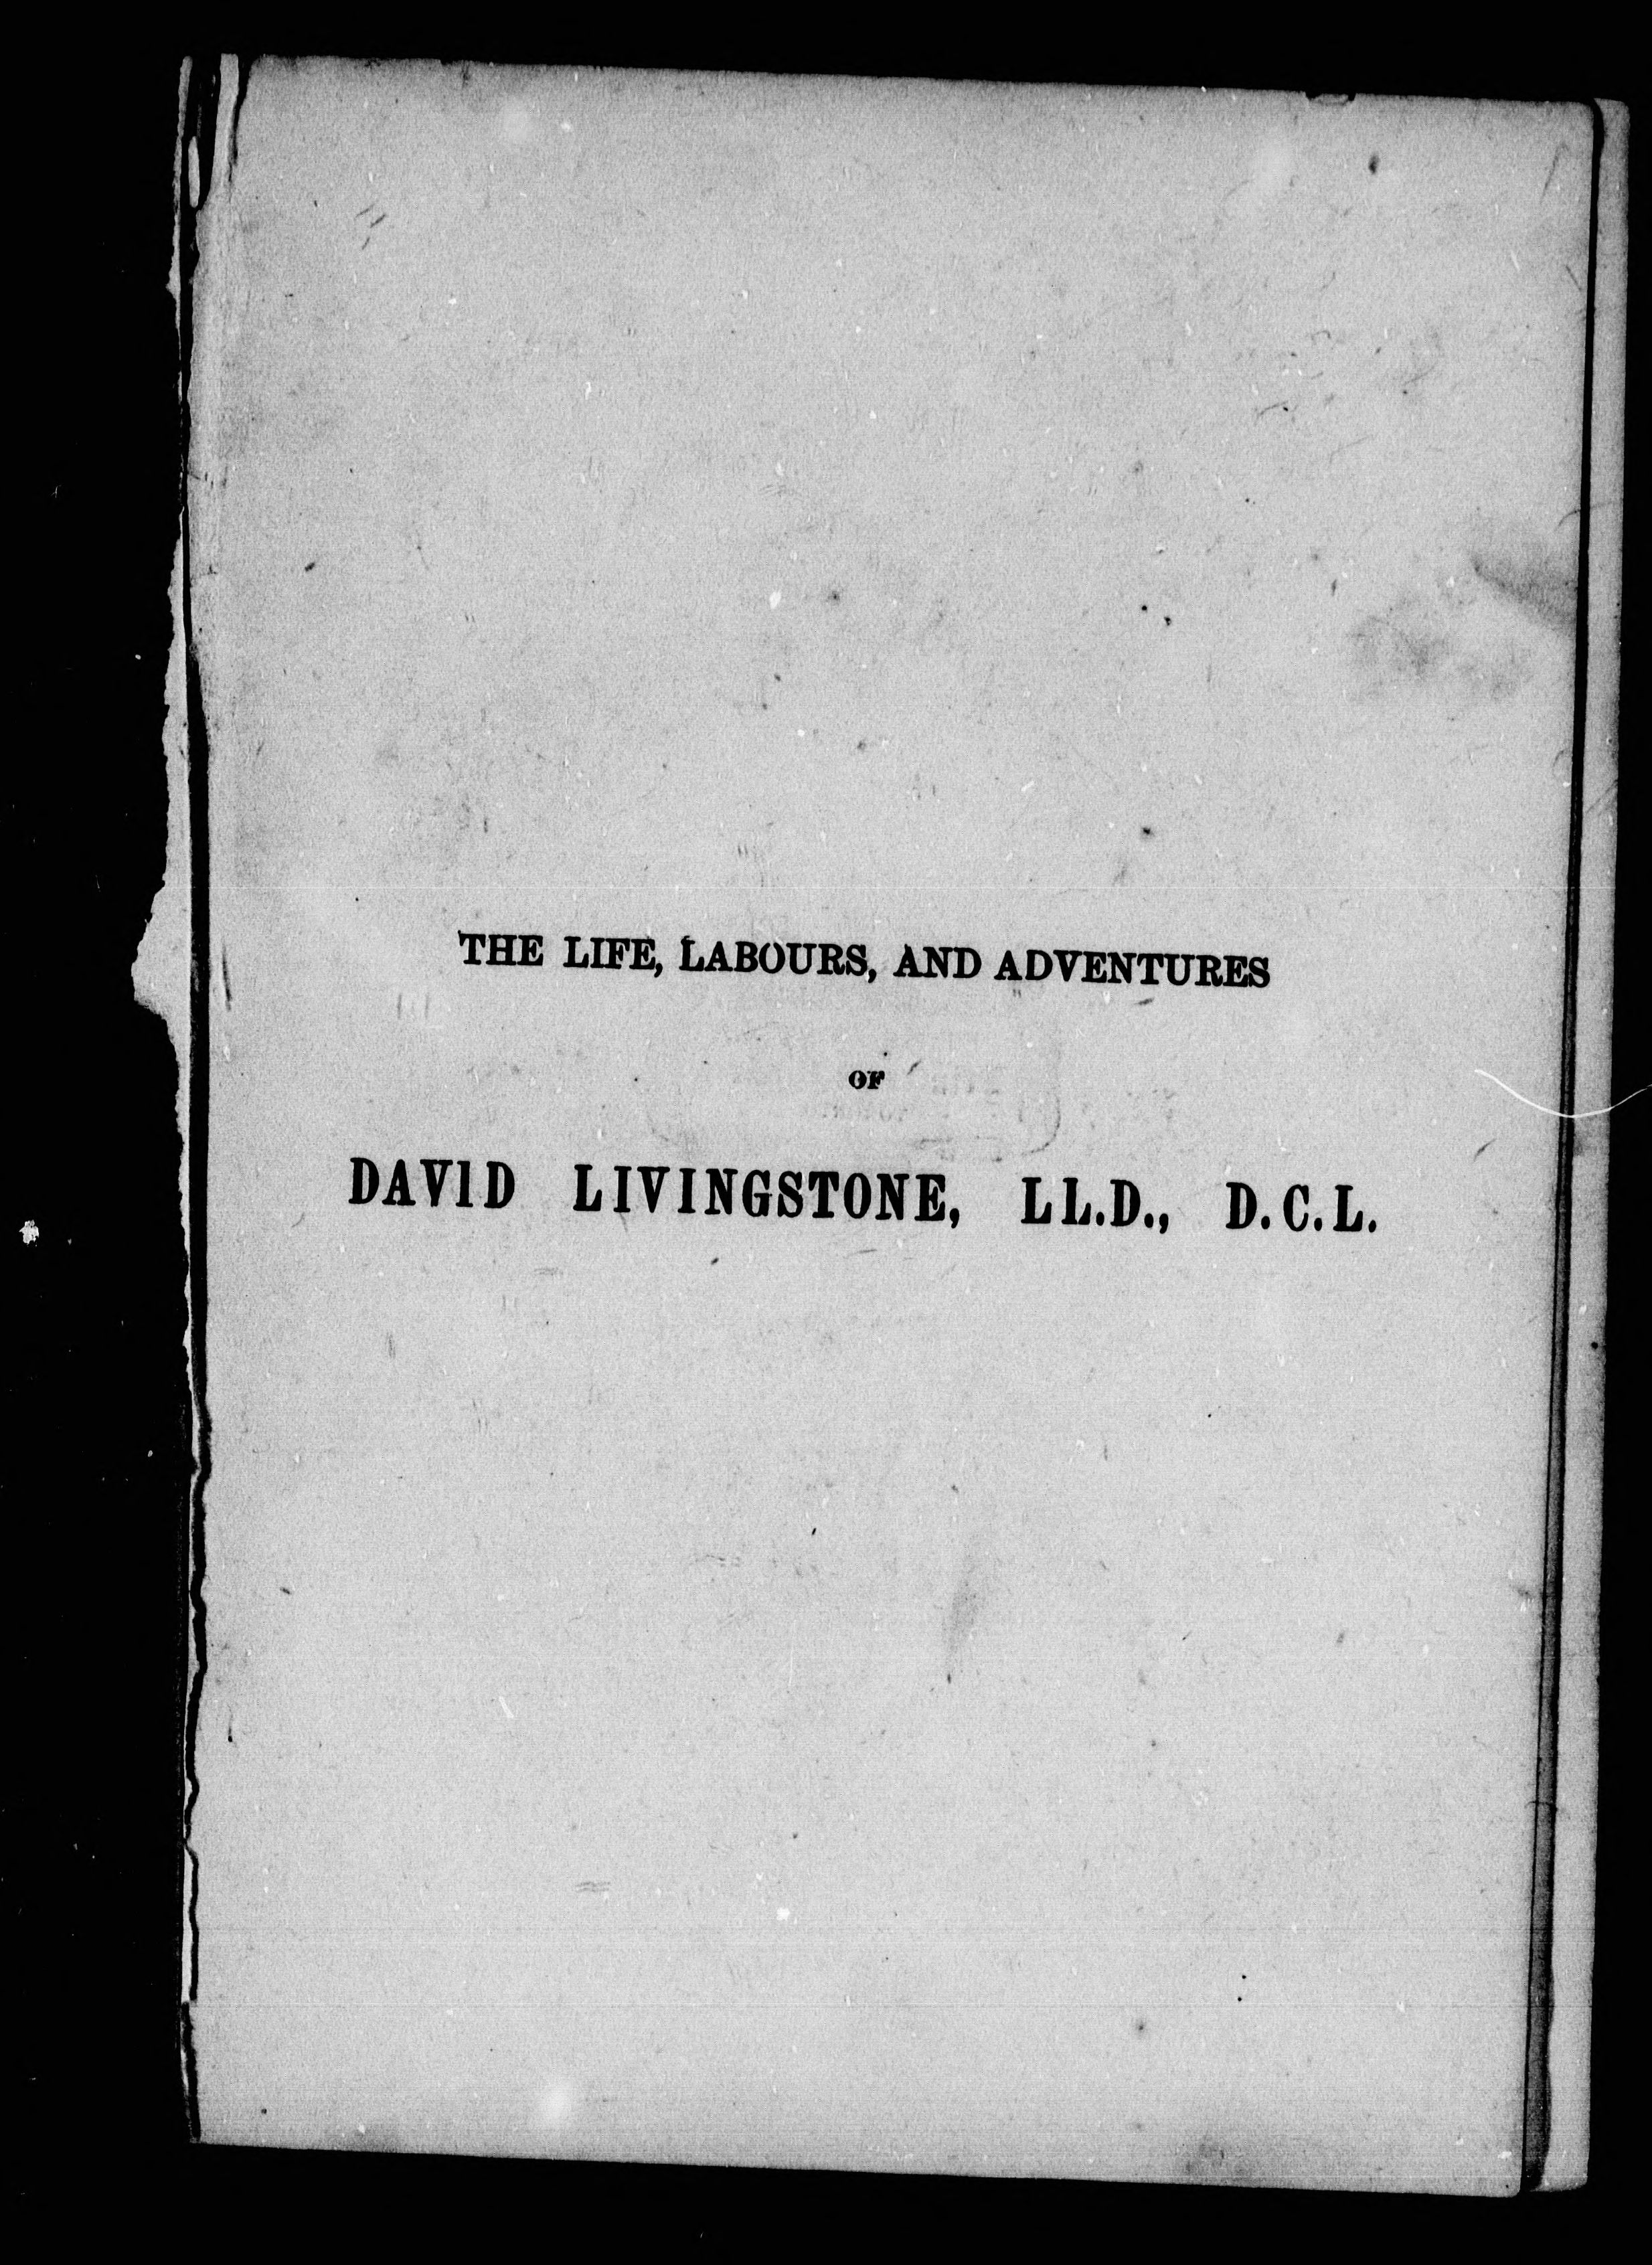 THE LIFE, LABOURS, AND ADVENTURES
OF
DAVID LIVINGSTONE, LL.D., D.C.L.